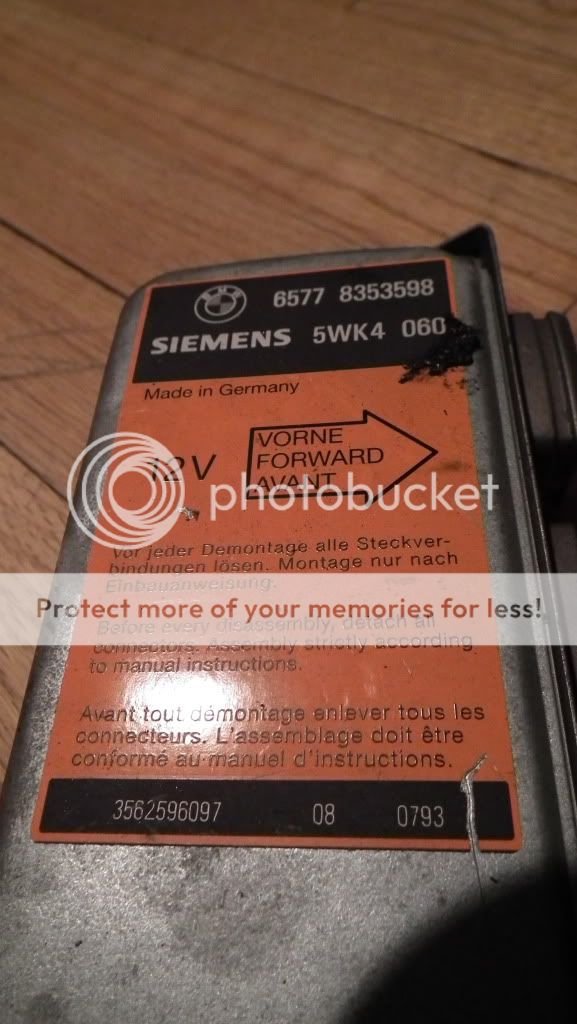 BMW
6577 8353598
SIEMENS 5WK4 060
Made in Germany
12V
VORNE
FORWARD
AVANT
photobucket
Vor jeder Demontage alle Steckver-
bindungen lösen. Montage nur nach
Einbauanweisung.
Protect more of your memories for less!
Before every disassembly, detach all
connectors. Assembly strictly according
to manual instructions.
Avant tout démontage enlever tous les
connecteurs. L'assemblage doit être
conformé au manuel d'instructions.
3562596097 08 0793